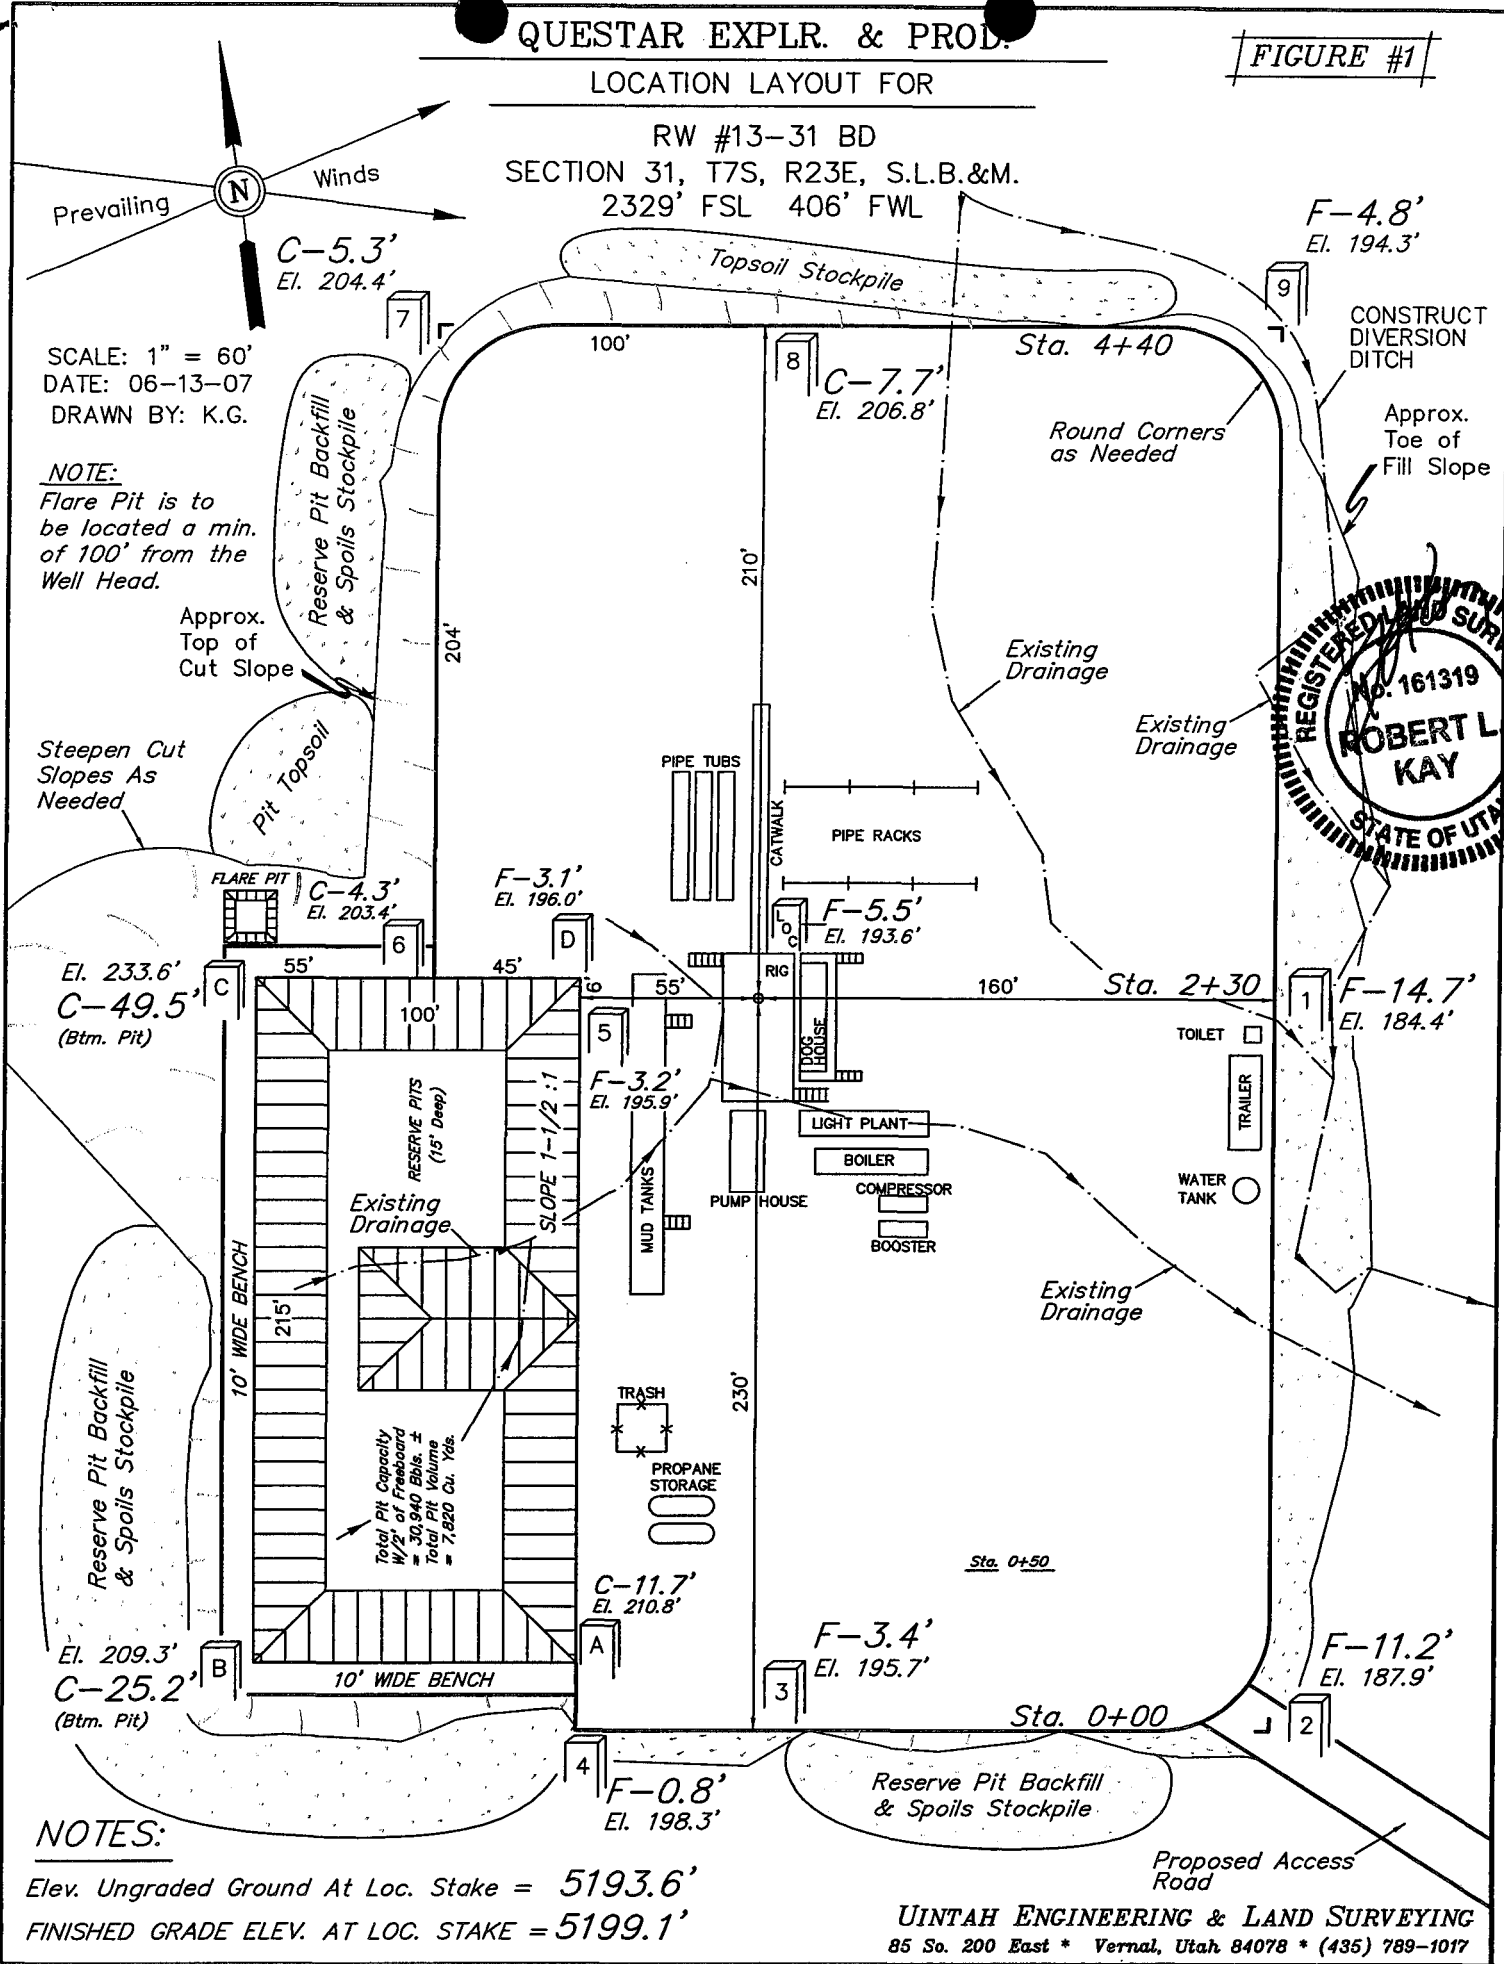 QUESTAR EXPLR. & PROD.
FIGURE #1
LOCATION LAYOUT FOR
RW #13-31 BD
SECTION 31, T7S, R23E, S.L.B.&M.
2329' FSL 406' FWL
Prevailing
Winds
N
C-5.3'
El. 204.4'
7
F-4.8'
El. 194.3'
9
Topsoil Stockpile
SCALE: 1" = 60'
DATE: 06-13-07
DRAWN BY: K.G.
100'
8
C-7.7'
El. 206.8'
Sta. 4+40
CONSTRUCT
DIVERSION
DITCH
Round Corners
as Needed
Approx.
Toe of
Fill Slope
NOTE:
Flare Pit is to
be located a min.
of 100' from the
Well Head.
Reserve Pit Backfill
& Spoils Stockpile
Approx.
Top of
Cut Slope
204'
210'
Existing
Drainage
Existing
Drainage
REGISTERED LAND SURV
No. 161319
ROBERT L.
KAY
STATE OF UTA
Steepen Cut
Slopes As
Needed
Pit Topsoil
PIPE TUBS
CATWALK
PIPE RACKS
FLARE PIT
C-4.3'
El. 203.4'
6
F-3.1'
El. 196.0'
D
LOC
F-5.5'
El. 193.6'
El. 233.6'
C-49.5'
(Btm. Pit)
C
55'
45'
100'
6'
55'
RIG
160'
Sta. 2+30
1
F-14.7'
El. 184.4'
5
F-3.2'
El. 195.9'
DOG
HOUSE
TOILET
TRAILER
WATER
TANK
RESERVE PITS
(15' Deep)
SLOPE 1-1/2 : 1
MUD TANKS
PUMP HOUSE
LIGHT PLANT
BOILER
COMPRESSOR
BOOSTER
Existing
Drainage
Existing
Drainage
10' WIDE BENCH
215'
Reserve Pit Backfill
& Spoils Stockpile
Total Pit Capacity
W/2' of Freeboard
= 30,940 Bbls. ±
Total Pit Volume
= 7,820 Cu. Yds.
230'
TRASH
PROPANE
STORAGE
Sta. 0+50
C-11.7'
El. 210.8'
A
El. 209.3'
C-25.2'
(Btm. Pit)
B
10' WIDE BENCH
F-3.4'
El. 195.7'
3
Sta. 0+00
F-11.2'
El. 187.9'
2
4
F-0.8'
El. 198.3'
Reserve Pit Backfill
& Spoils Stockpile
Proposed Access
Road
NOTES:
Elev. Ungraded Ground At Loc. Stake = 5193.6'
FINISHED GRADE ELEV. AT LOC. STAKE = 5199.1'
UINTAH ENGINEERING & LAND SURVEYING
85 So. 200 East * Vernal, Utah 84078 * (435) 789-1017